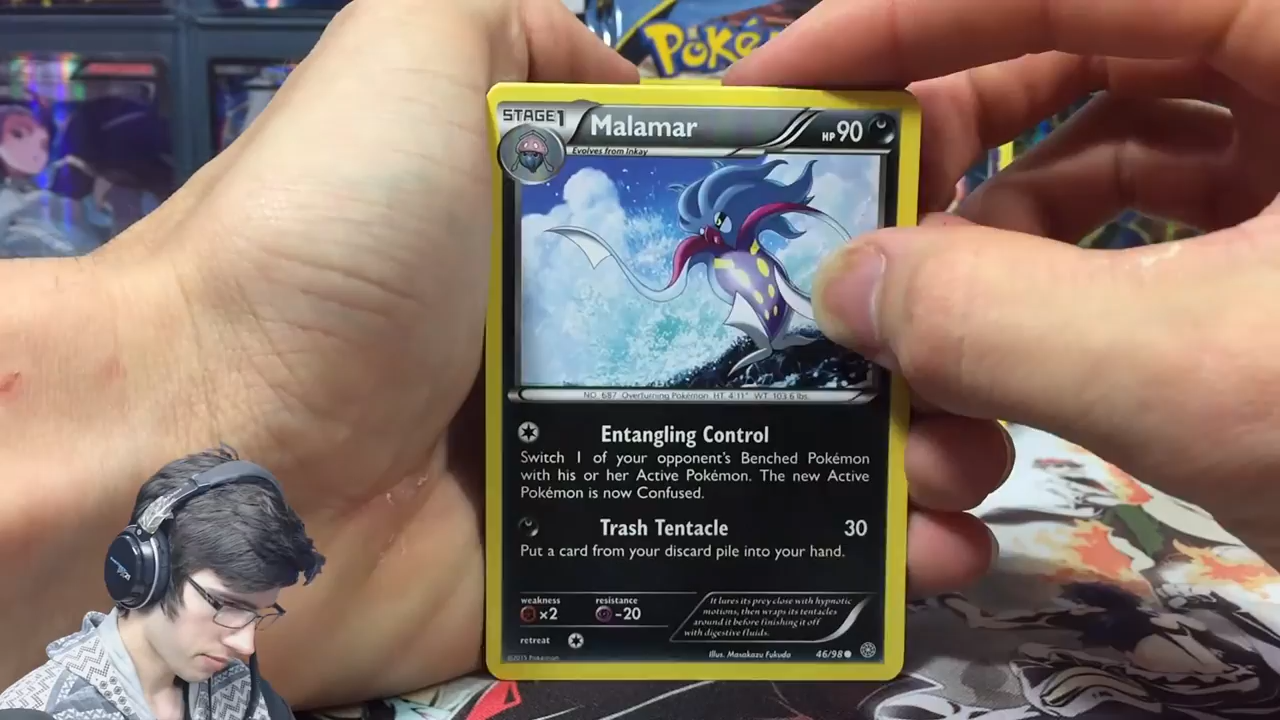 Poké
STAGE1
Malamar
HP 90
Evolves from Inkay
NO. 687 Overturning Pokémon HT. 4'11" WT. 103.6 lbs.
Entangling Control
Switch 1 of your opponent's Benched Pokémon
with his or her Active Pokémon. The new Active
Pokémon is now Confused.
Trash Tentacle 30
Put a card from your discard pile into your hand.
weakness
×2
resistance
-20
retreat
It lures its prey close with hypnotic
motions, then wraps its tentacles
around it before finishing it off
with digestive fluids.
Illus. Masakazu Fukuda
46/98
©2015 Pokémon